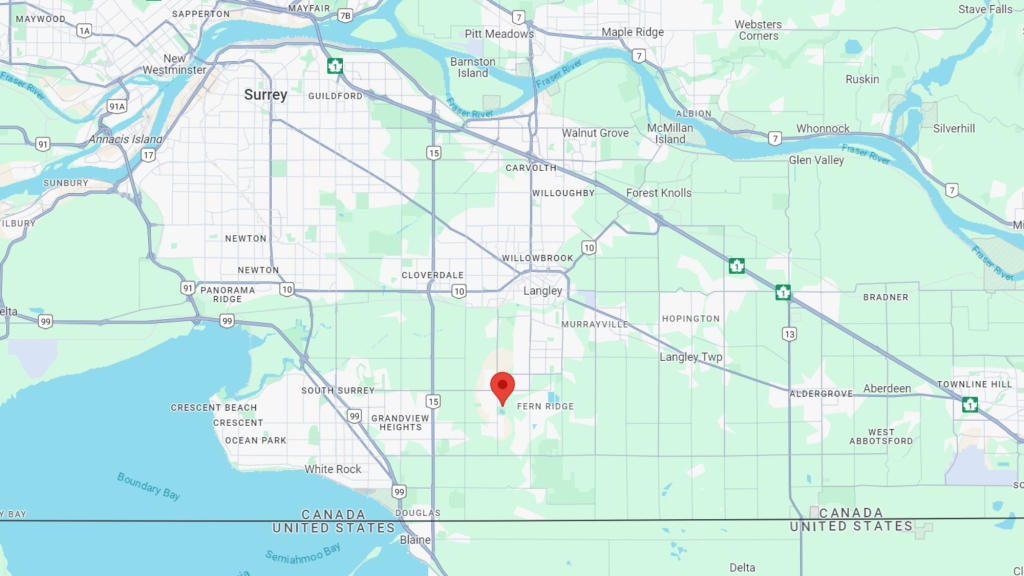 MAYWOOD
SAPPERTON
MAYFAIR
7B
7
Stave Falls
1A
Pitt Meadows
Maple Ridge
Websters
Corners
New
Westminster
1
Barnston
Island
7
Fraser River
Ruskin
Fraser River
Surrey
GUILDFORD
91A
Fraser River
ALBION
Annacis Island
Walnut Grove
McMillan
Island
7
Whonnock
Silverhill
91
17
15
Fraser River
Glen Valley
CARVOLTH
SUNBURY
WILLOUGHBY
Forest Knolls
7
ILBURY
NEWTON
10
Fraser River
WILLOWBROOK
1
NEWTON
CLOVERDALE
91
PANORAMA
RIDGE
10
10
Langley
1
BRADNER
elta
99
99
MURRAYVILLE
HOPINGTON
13
Langley Twp
SOUTH SURREY
TOWNLINE HILL
Aberdeen
ALDERGROVE
15
FERN RIDGE
1
CRESCENT BEACH
CRESCENT
99
GRANDVIEW
HEIGHTS
OCEAN PARK
WEST
ABBOTSFORD
White Rock
Boundary Bay
99
Y BAY
CANADA
UNITED STATES
DOUGLAS
CANADA
UNITED STATES
Blaine
Semiahmoo Bay
Delta